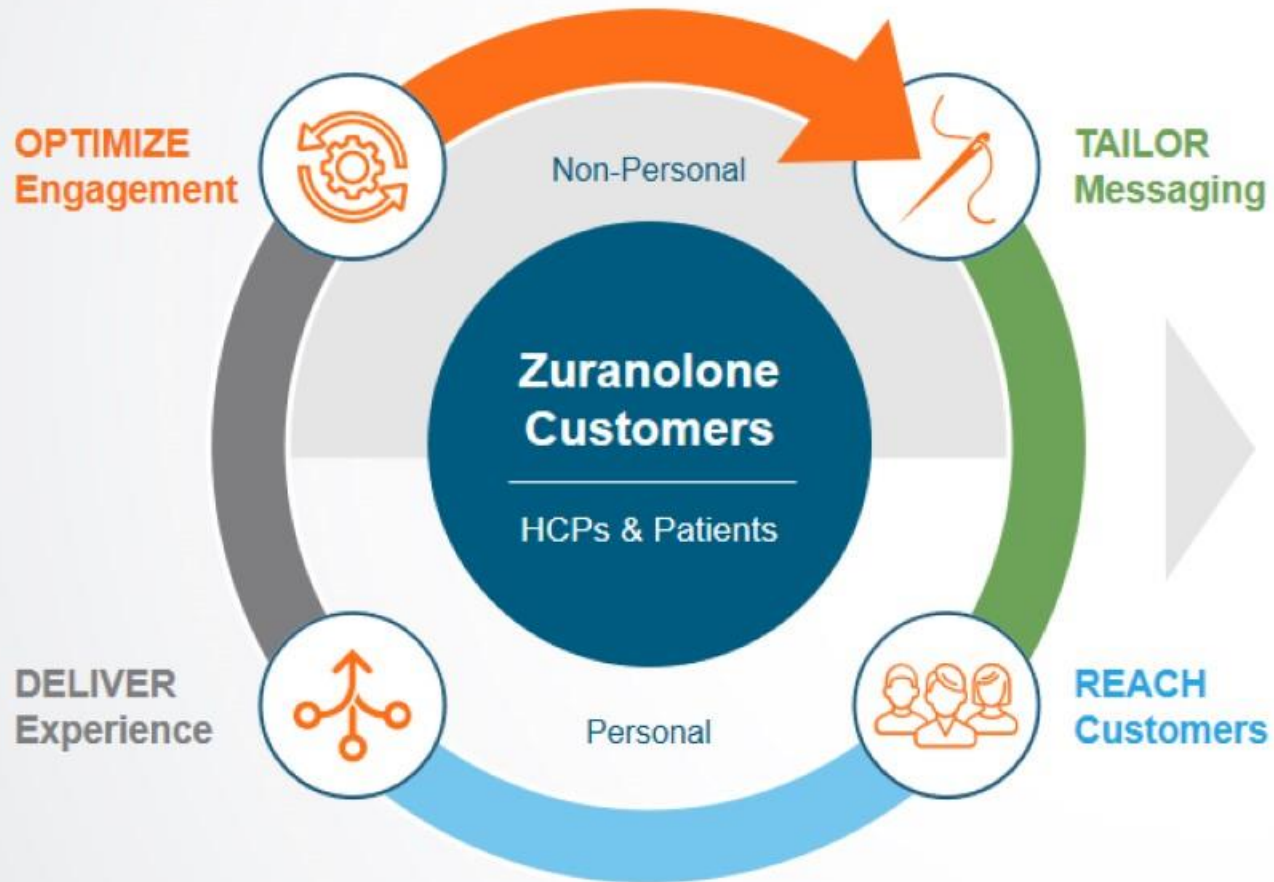 OPTIMIZE
Engagement
Non-Personal
TAILOR
Messaging
Zuranolone
Customers
HCPs & Patients
DELIVER
Experience
Personal
REACH
Customers